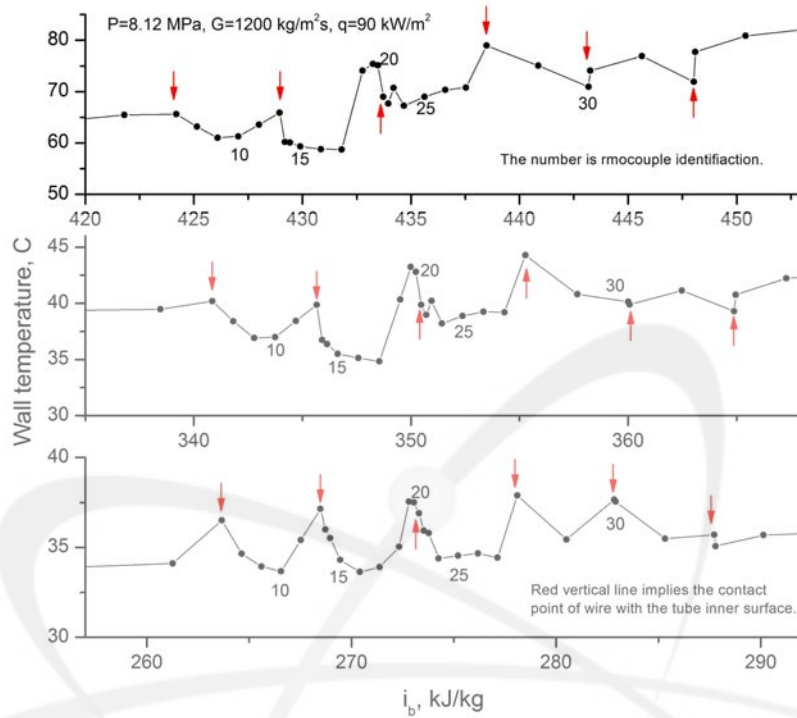 P=8.12 MPa, G=1200 kg/m²s, q=90 kW/m²
80
70
60
50
10
15
20
25
30
The number is rmocouple identifiaction.
420 425 430 435 440 445 450
Wall temperature, C
45
40
35
30
10
15
20
25
30
340 350 360
40
35
30
10
15
20
25
30
Red vertical line implies the contact
point of wire with the tube inner surface.
260 270 280 290
i_b, kJ/kg